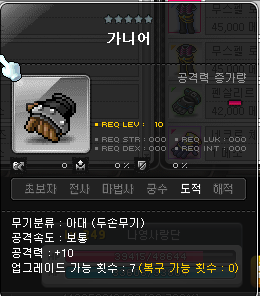 가니어
공격력 증가량
REQ LEV : 10
REQ STR : 000
REQ LUK : 000
REQ DEX : 000
REQ INT : 000
0% 0% 0
초보자 전사 마법사 궁수 도적 해적
무기분류 : 아대 (두손무기)
공격속도 : 보통
공격력 : +10
업그레이드 가능 횟수 : 7 (복구 가능 횟수 : 0)